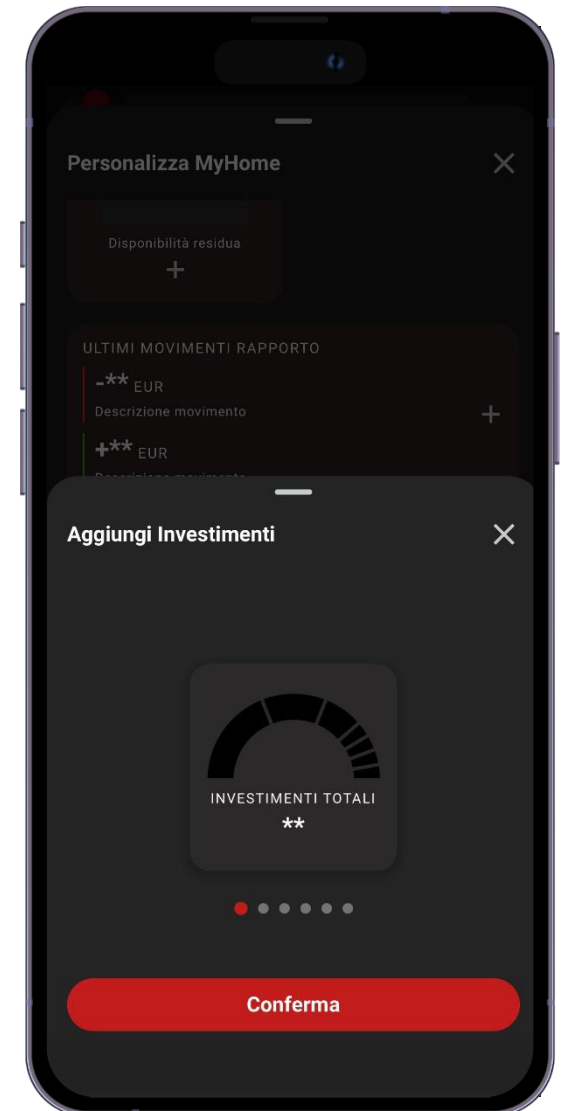 Personalizza MyHome
Disponibilità residua
+
ULTIMI MOVIMENTI RAPPORTO
-** EUR
Descrizione movimento
+
+** EUR
Aggiungi Investimenti
INVESTIMENTI TOTALI
**
Conferma